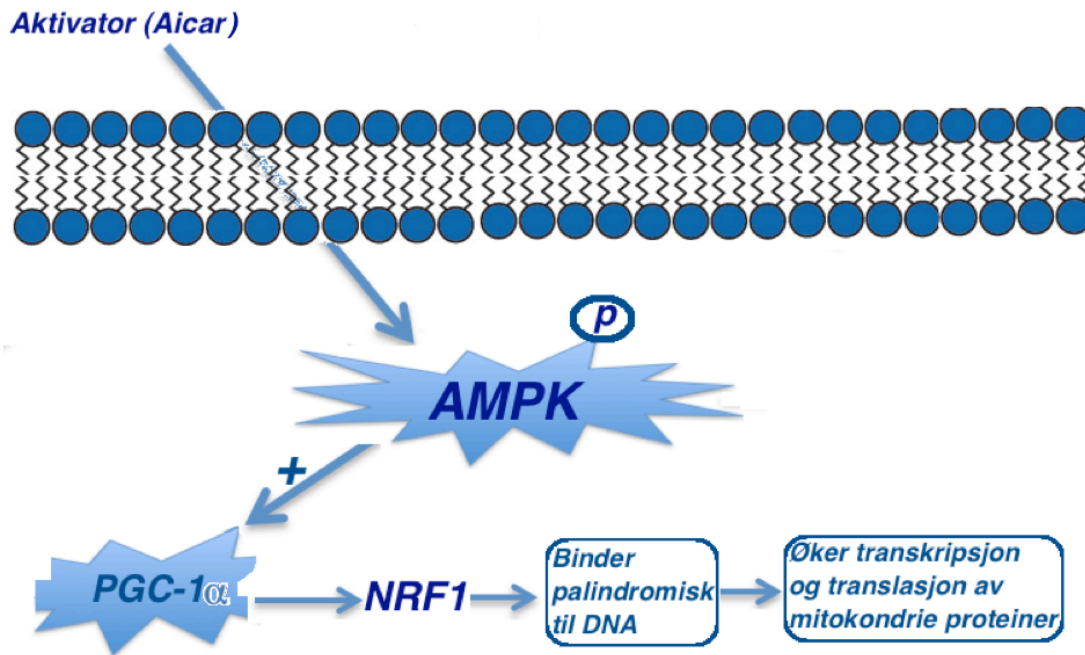 Aktivator (Aicar)
P
AMPK
+
PGC-1α
NRF1
Binder
palindromisk
til DNA
Øker transkripsjon
og translasjon av
mitokondrie proteiner